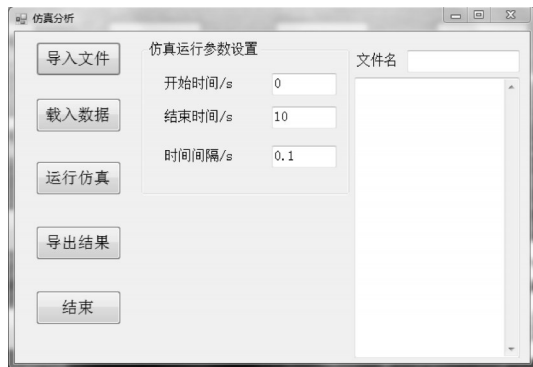 仿真分析
导入文件
载入数据
运行仿真
导出结果
结束
仿真运行参数设置
开始时间/s 0
结束时间/s 10
时间间隔/s 0.1
文件名